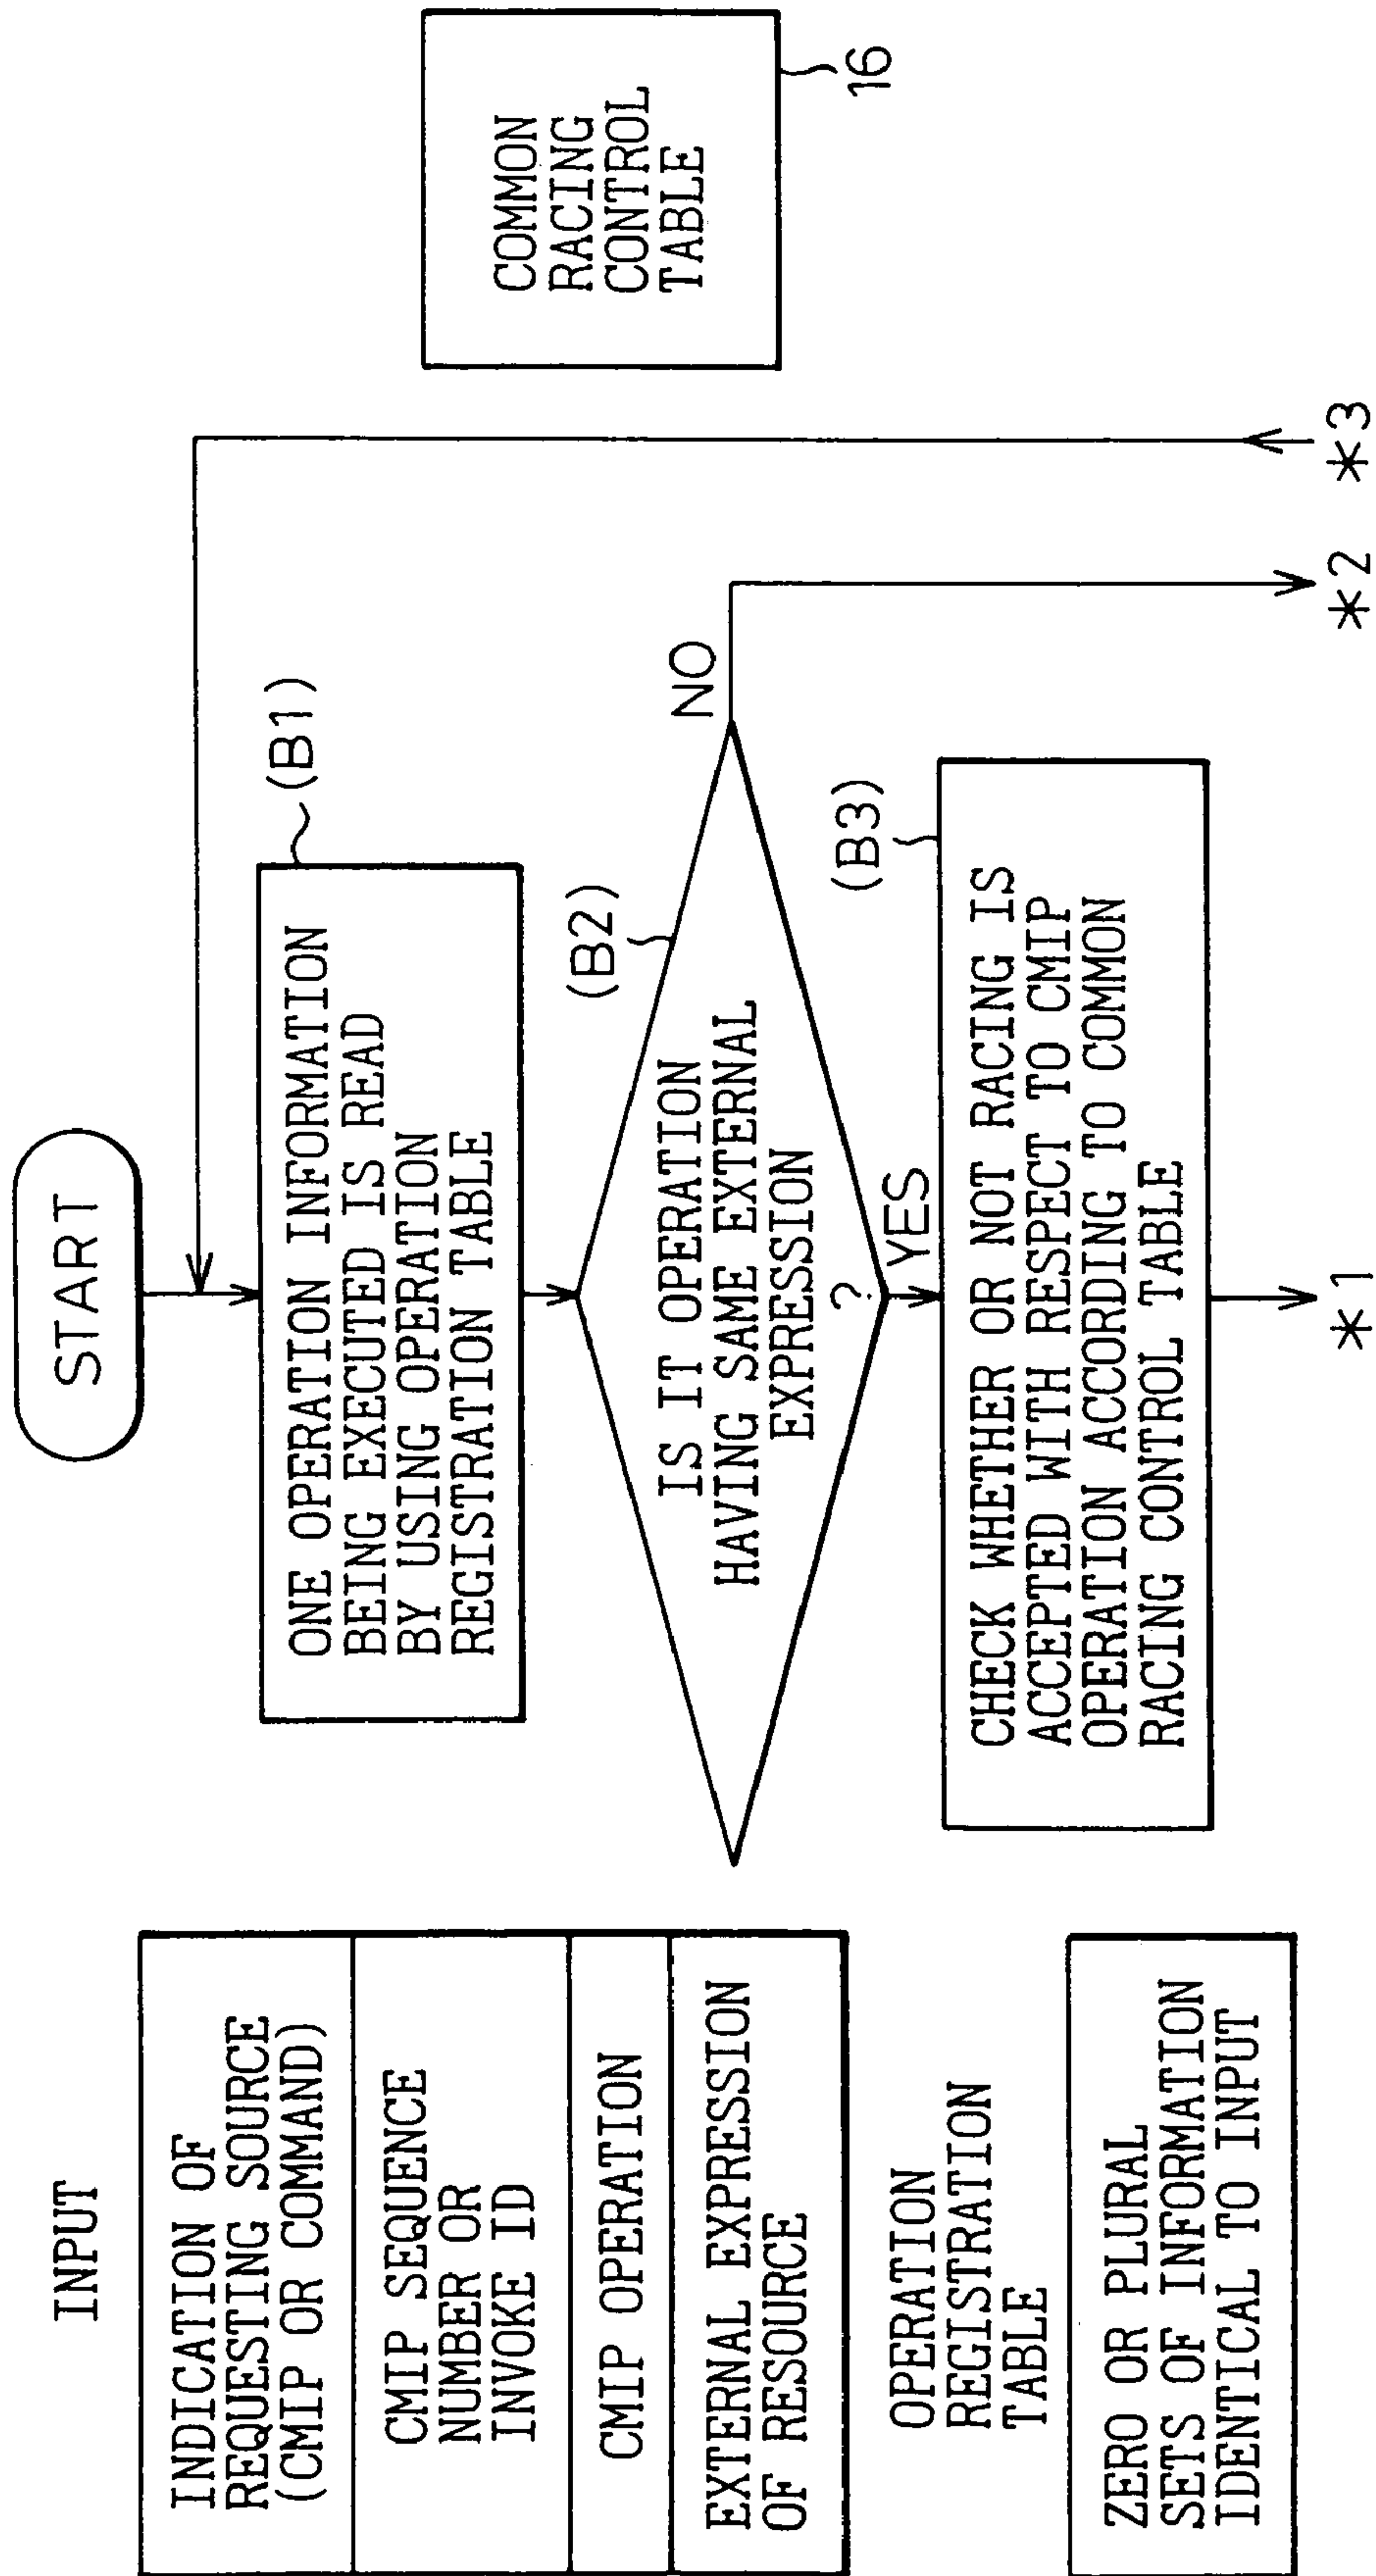 INPUT
INDICATION OF
REQUESTING SOURCE
(CMIP OR COMMAND)
CMIP SEQUENCE
NUMBER OR
INVOKE ID
CMIP OPERATION
EXTERNAL EXPRESSION
OF RESOURCE
OPERATION
REGISTRATION
TABLE
ZERO OR PLURAL
SETS OF INFORMATION
IDENTICAL TO INPUT
START
(B1)
ONE OPERATION INFORMATION
BEING EXECUTED IS READ
BY USING OPERATION
REGISTRATION TABLE
(B2)
IS IT OPERATION
HAVING SAME EXTERNAL
EXPRESSION
?
NO
YES
(B3)
CHECK WHETHER OR NOT RACING IS
ACCEPTED WITH RESPECT TO CMIP
OPERATION ACCORDING TO COMMON
RACING CONTROL TABLE
*1
*2
*3
COMMON
RACING
CONTROL
TABLE
16